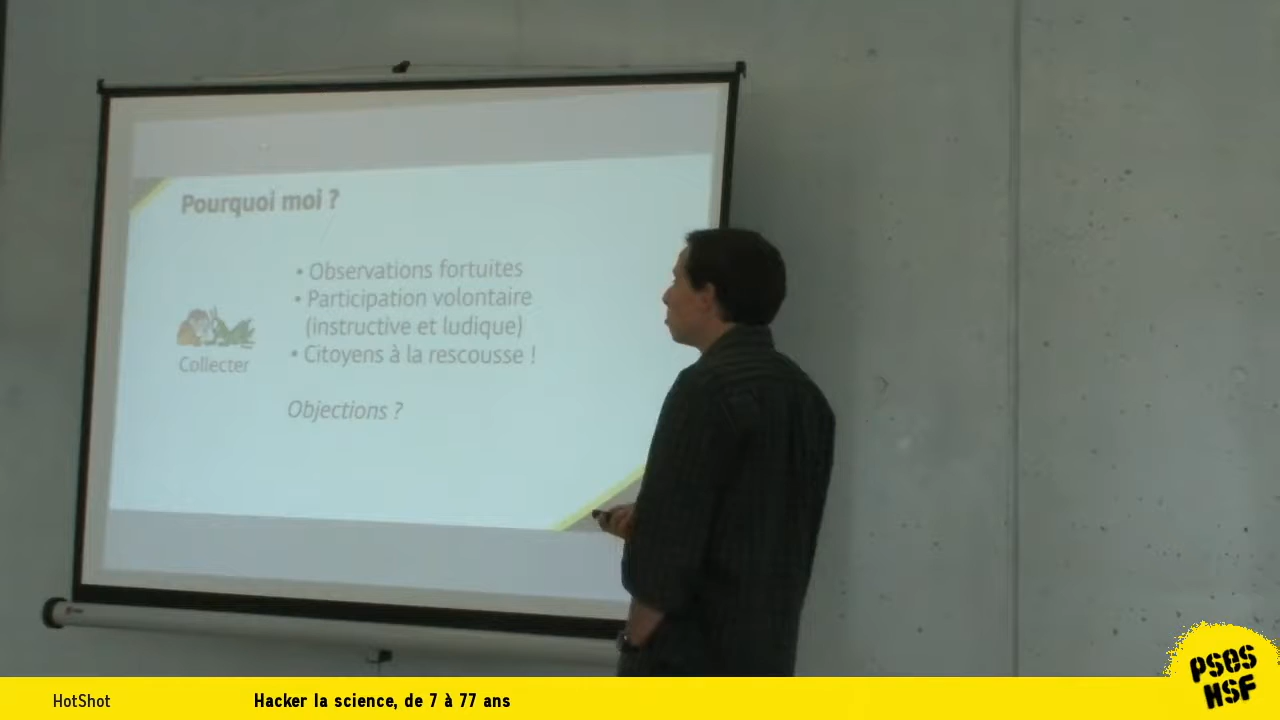 Pourquoi moi ?
• Observations fortuites
• Participation volontaire
(instructive et ludique)
• Citoyens à la rescousse !
Collecter
Objections ?
PSES
HSF
HotShot
Hacker la science, de 7 à 77 ans